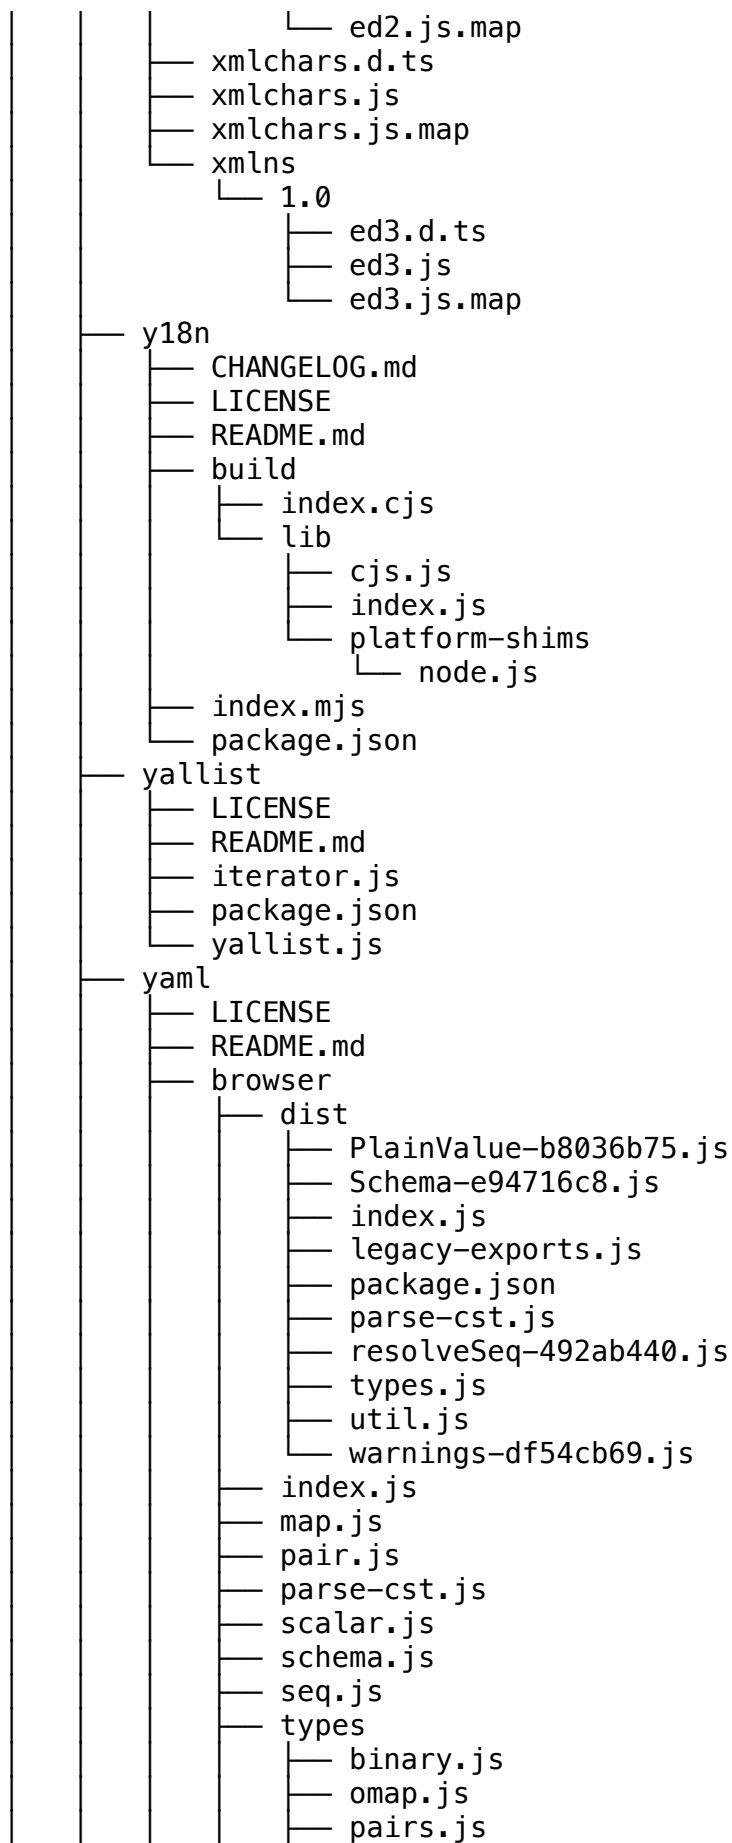 │   │   │       └── ed2.js.map
│   │   ├── xmlchars.d.ts
│   │   ├── xmlchars.js
│   │   ├── xmlchars.js.map
│   │   └── xmlns
│   │       └── 1.0
│   │           ├── ed3.d.ts
│   │           ├── ed3.js
│   │           └── ed3.js.map
│   ├── y18n
│   │   ├── CHANGELOG.md
│   │   ├── LICENSE
│   │   ├── README.md
│   │   ├── build
│   │   │   ├── index.cjs
│   │   │   └── lib
│   │   │       ├── cjs.js
│   │   │       ├── index.js
│   │   │       └── platform-shims
│   │   │           └── node.js
│   │   ├── index.mjs
│   │   └── package.json
│   ├── yallist
│   │   ├── LICENSE
│   │   ├── README.md
│   │   ├── iterator.js
│   │   ├── package.json
│   │   └── yallist.js
│   ├── yaml
│   │   ├── LICENSE
│   │   ├── README.md
│   │   ├── browser
│   │   │   ├── dist
│   │   │   │   ├── PlainValue-b8036b75.js
│   │   │   │   ├── Schema-e94716c8.js
│   │   │   │   ├── index.js
│   │   │   │   ├── legacy-exports.js
│   │   │   │   ├── package.json
│   │   │   │   ├── parse-cst.js
│   │   │   │   ├── resolveSeq-492ab440.js
│   │   │   │   ├── types.js
│   │   │   │   ├── util.js
│   │   │   │   └── warnings-df54cb69.js
│   │   │   ├── index.js
│   │   │   ├── map.js
│   │   │   ├── pair.js
│   │   │   ├── parse-cst.js
│   │   │   ├── scalar.js
│   │   │   ├── schema.js
│   │   │   ├── seq.js
│   │   │   ├── types
│   │   │   │   ├── binary.js
│   │   │   │   ├── omap.js
│   │   │   │   ├── pairs.js